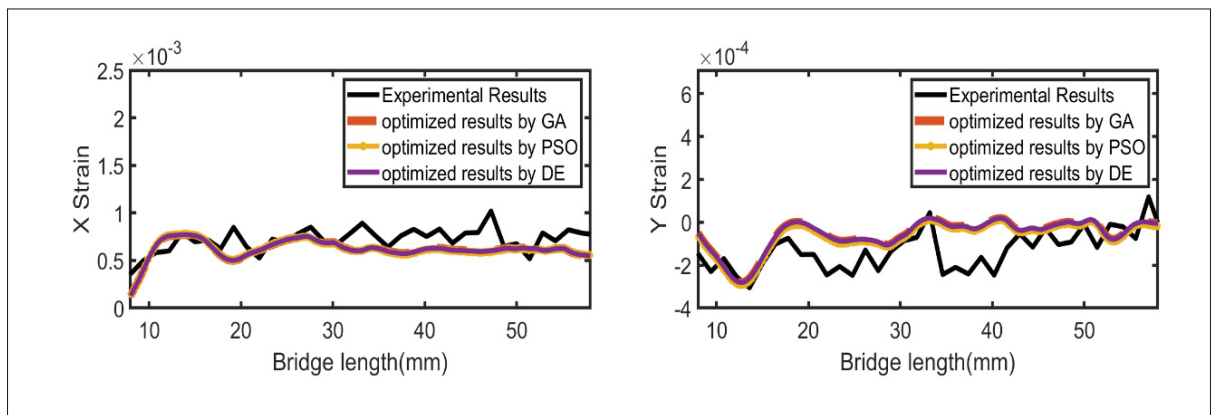 ×10⁻³
2.5
2
1.5
1
0.5
0
X Strain
Experimental Results
optimized results by GA
optimized results by PSO
optimized results by DE
10 20 30 40 50
Bridge length(mm)
×10⁻⁴
6
4
2
0
-2
-4
Y Strain
Experimental Results
optimized results by GA
optimized results by PSO
optimized results by DE
10 20 30 40 50
Bridge length(mm)